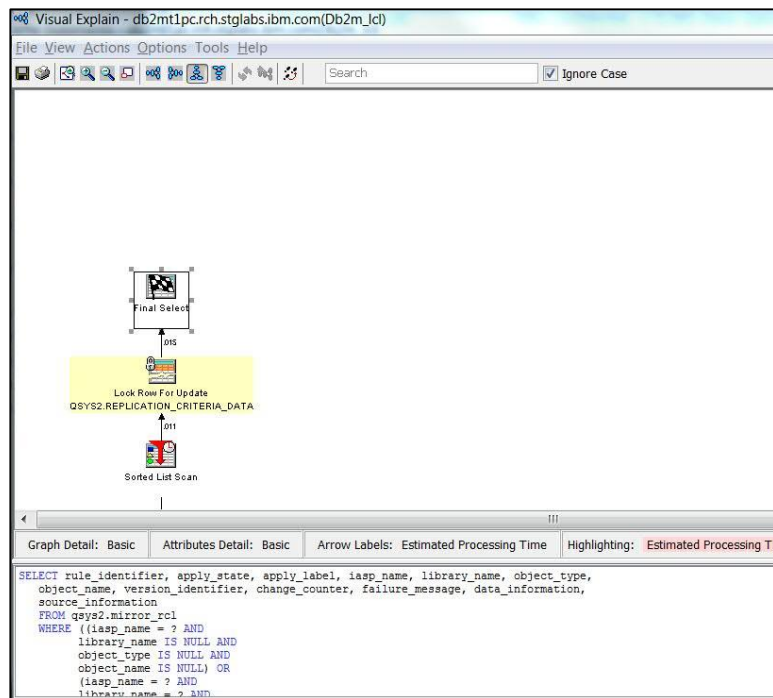 Visual Explain - db2mt1pc.rch.stglabs.ibm.com(Db2m_lcl)
File View Actions Options Tools Help
Search Ignore Case
Final Select
.015
Lock Row For Update
QSYS2.REPLICATION_CRITERIA_DATA
.011
Sorted List Scan
Graph Detail: Basic Attributes Detail: Basic Arrow Labels: Estimated Processing Time Highlighting: Estimated Processing T
SELECT rule_identifier, apply_state, apply_label, iasp_name, library_name, object_type,
object_name, version_identifier, change_counter, failure_message, data_information,
source_information
FROM qsys2.mirror_rcl
WHERE ((iasp_name = ? AND
library_name IS NULL AND
object_type IS NULL AND
object_name IS NULL) OR
(iasp_name = ? AND
library_name = ? AND